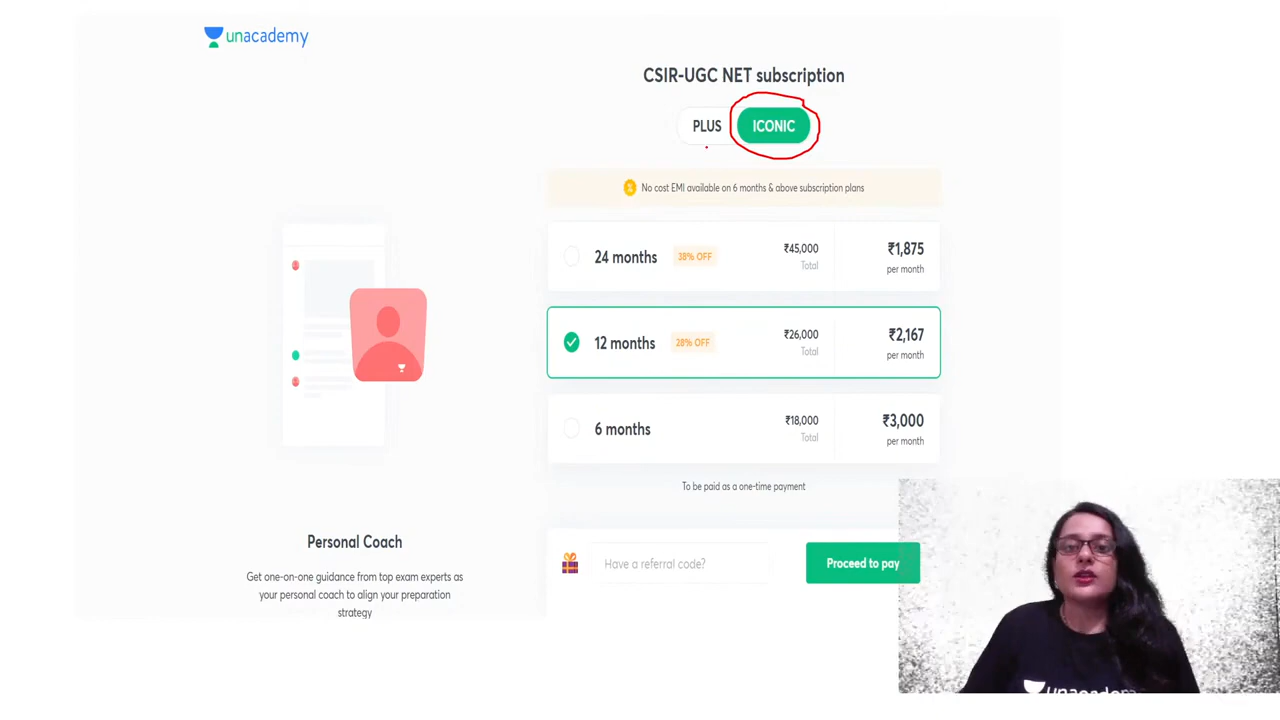 unacademy
CSIR-UGC NET subscription
PLUS ICONIC
No cost EMI available on 6 months & above subscription plans
24 months 38% OFF ₹45,000 Total ₹1,875 per month
12 months 28% OFF ₹26,000 Total ₹2,167 per month
6 months ₹18,000 Total ₹3,000 per month
To be paid as a one-time payment
Have a referral code? Proceed to pay
Personal Coach
Get one-on-one guidance from top exam experts as
your personal coach to align your preparation
strategy
unacademy